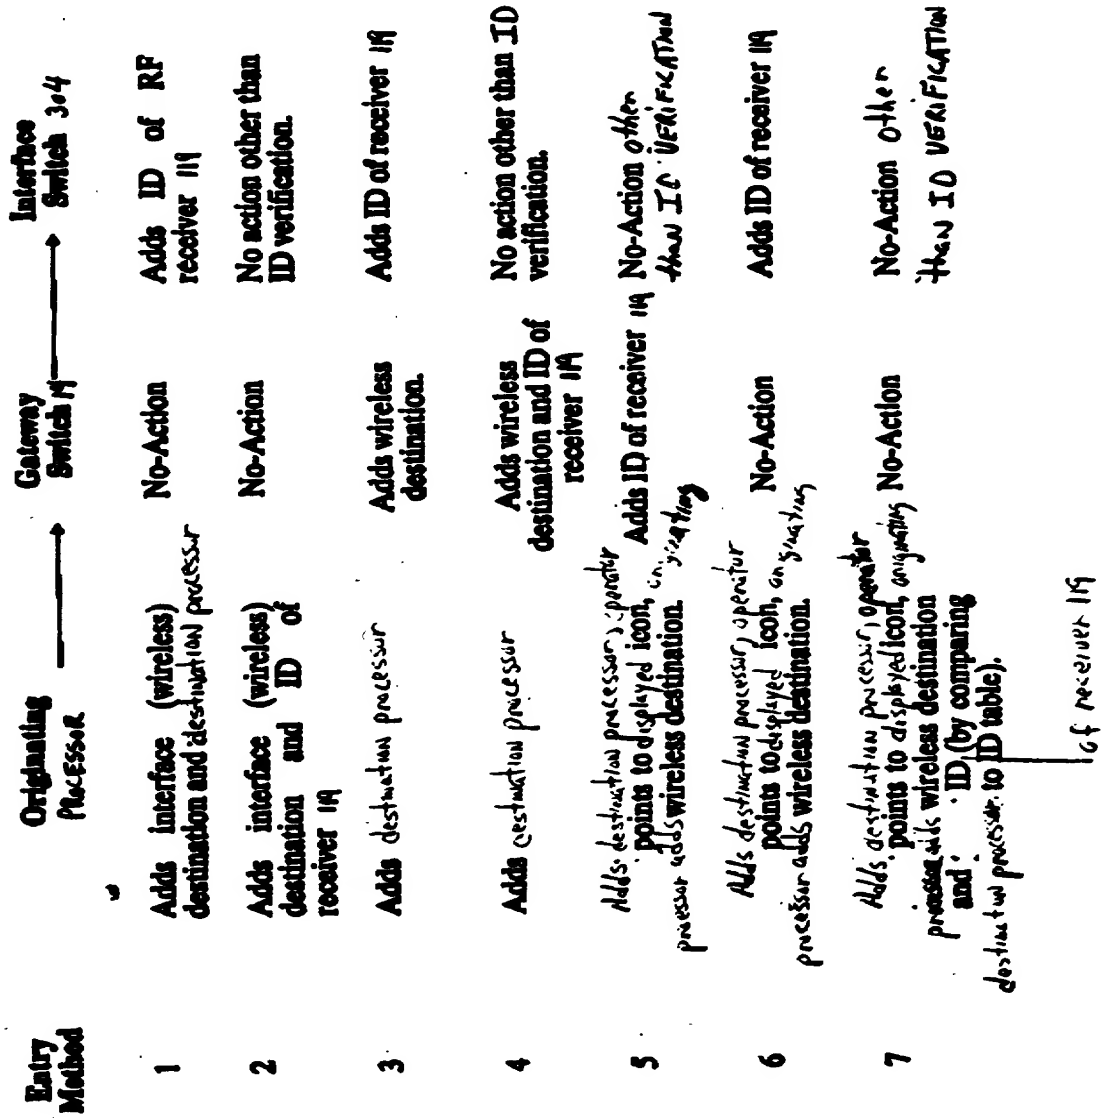 Entry
Method
Originating
PROCESSOR
Gateway
Switch 19
Interface
Switch 304
1
Adds interface (wireless)
destination and destination processor
No-Action
Adds ID of RF
receiver 119
2
Adds interface (wireless)
destination and ID of
receiver 119
No-Action
No action other than
ID verification.
3
Adds destination processor
Adds wireless
destination.
Adds ID of receiver 119
4
Adds destination processor
Adds wireless
destination and ID of
receiver 119
No action other than ID
verification.
5
Adds destination processor, operator
points to displayed icon, originating
processor adds wireless destination.
Adds ID of receiver 119
No-Action other
than ID VERIFICATION
6
Adds destination processor, operator
points to displayed icon, originating
processor adds wireless destination.
No-Action
Adds ID of receiver 119
7
Adds destination processor, operator
points to displayed icon, originating
processor adds wireless destination
and ID (by comparing
destination processor to ID table).
of receiver 119
No-Action
No-Action other
than ID VERIFICATION